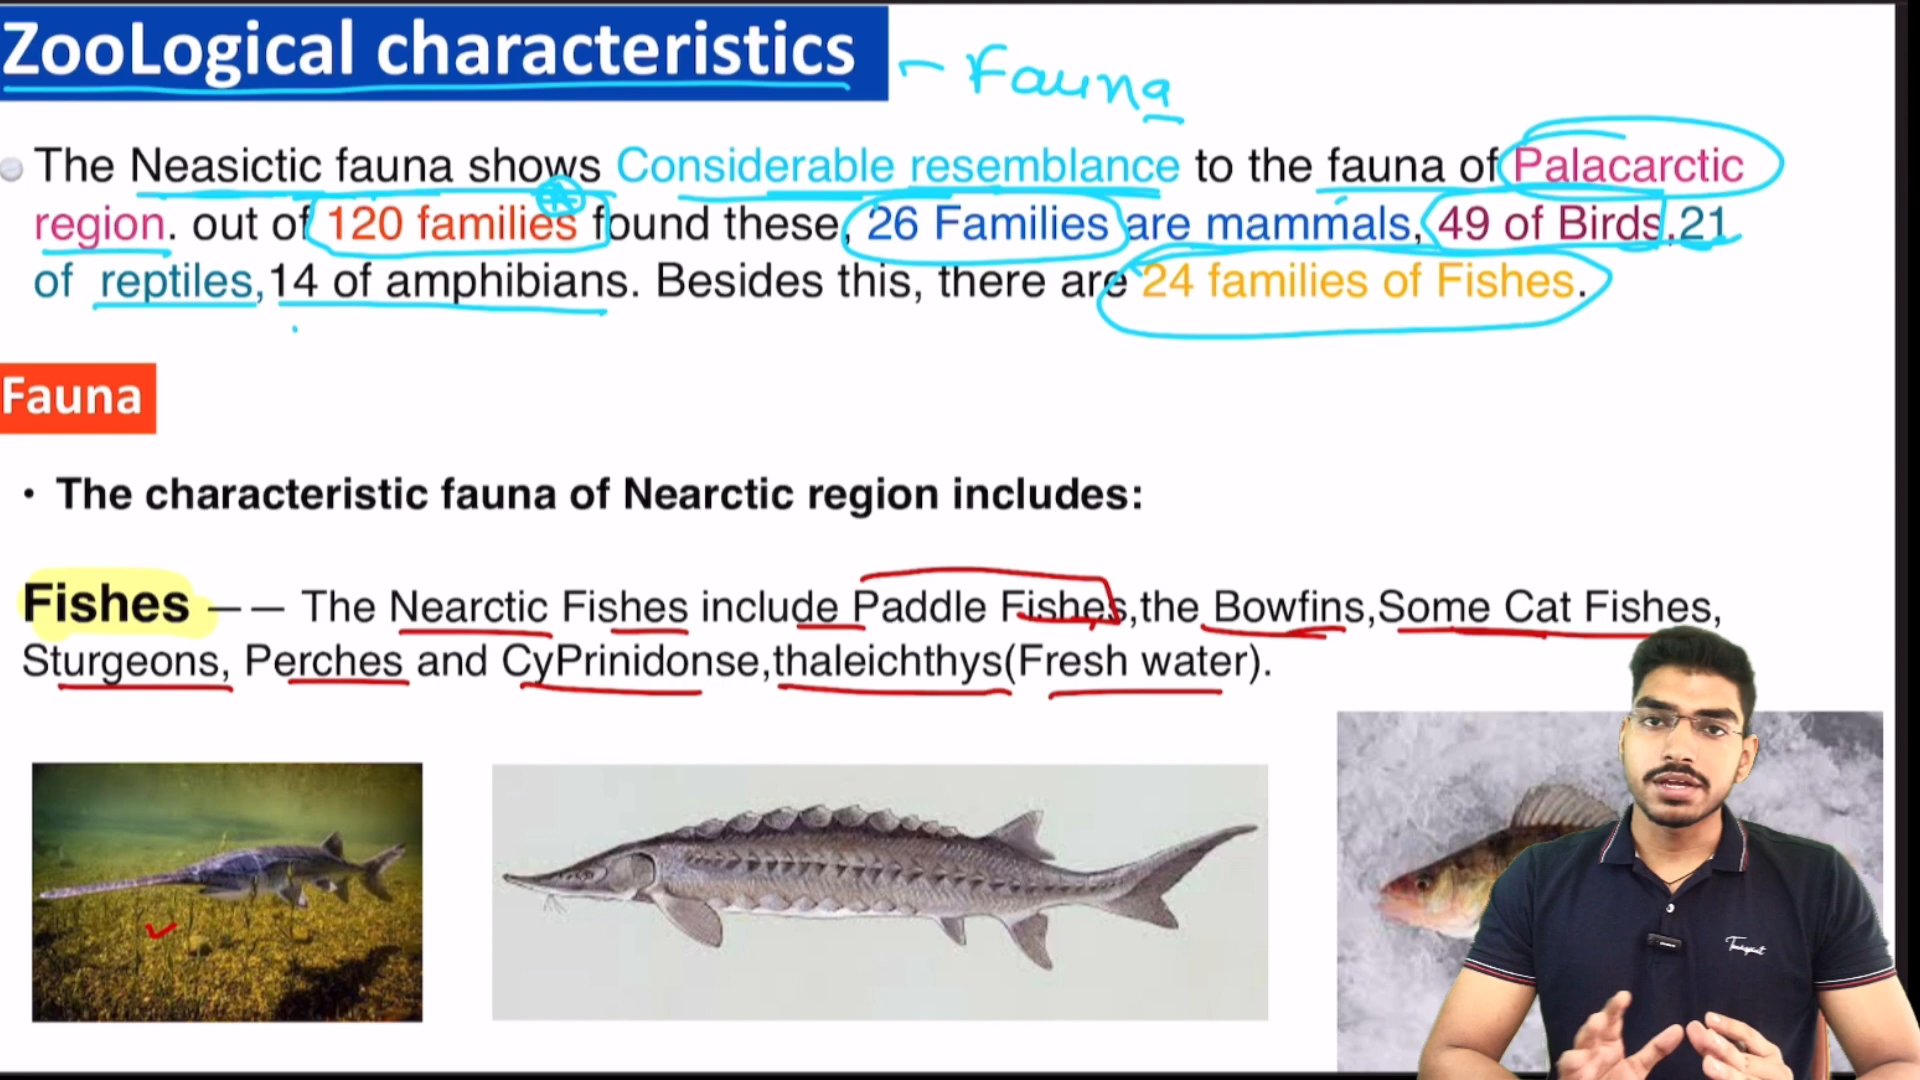 ZooLogical characteristics - Fauna
The Neasictic fauna shows Considerable resemblance to the fauna of Palacarctic
region. out of 120 families found these, 26 Families are mammals, 49 of Birds.21
of reptiles,14 of amphibians. Besides this, there are 24 families of Fishes.
Fauna
• The characteristic fauna of Nearctic region includes:
Fishes —— The Nearctic Fishes include Paddle Fishes,the Bowfins,Some Cat Fishes,
Sturgeons, Perches and CyPrinidonse,thaleichthys(Fresh water).